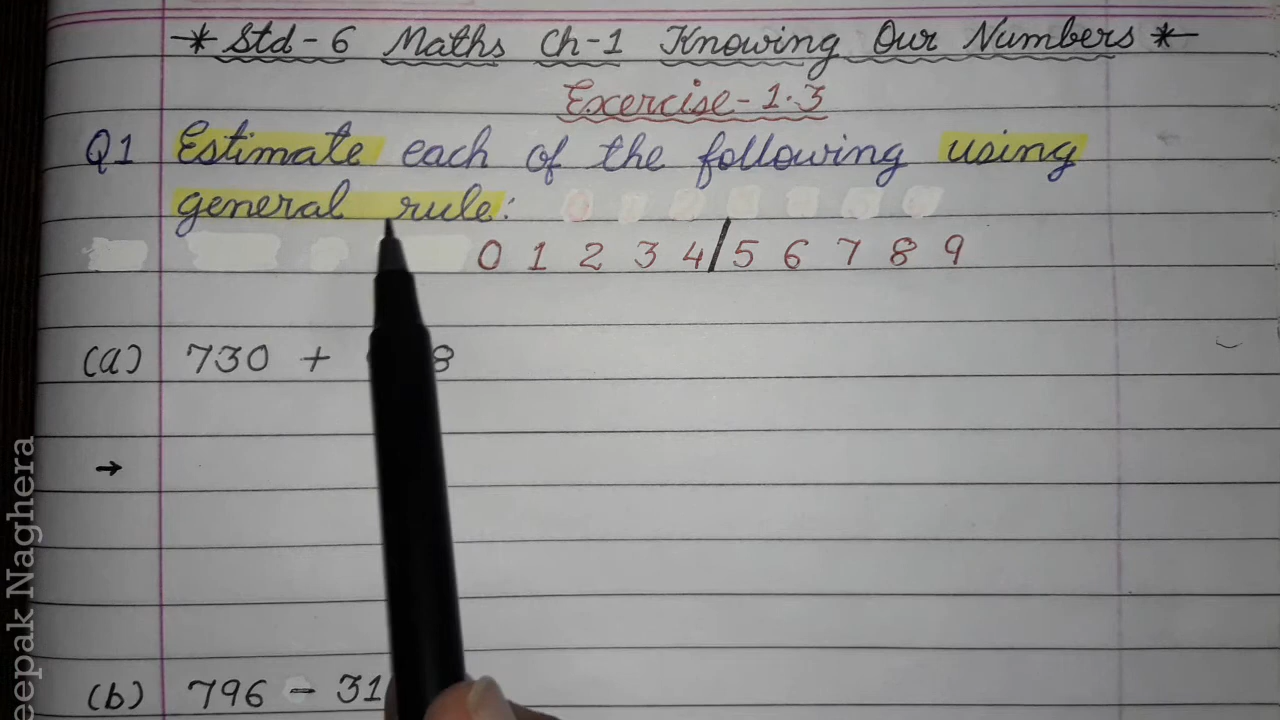 * Std-6 Maths Ch-1 Knowing Our Numbers *
Exercise-1.3
Q1 Estimate each of the following using
general rule:
0 1 2 3 4/5 6 7 8 9
(a) 730 + 8
→
(b) 796 - 31
eepak Naghera